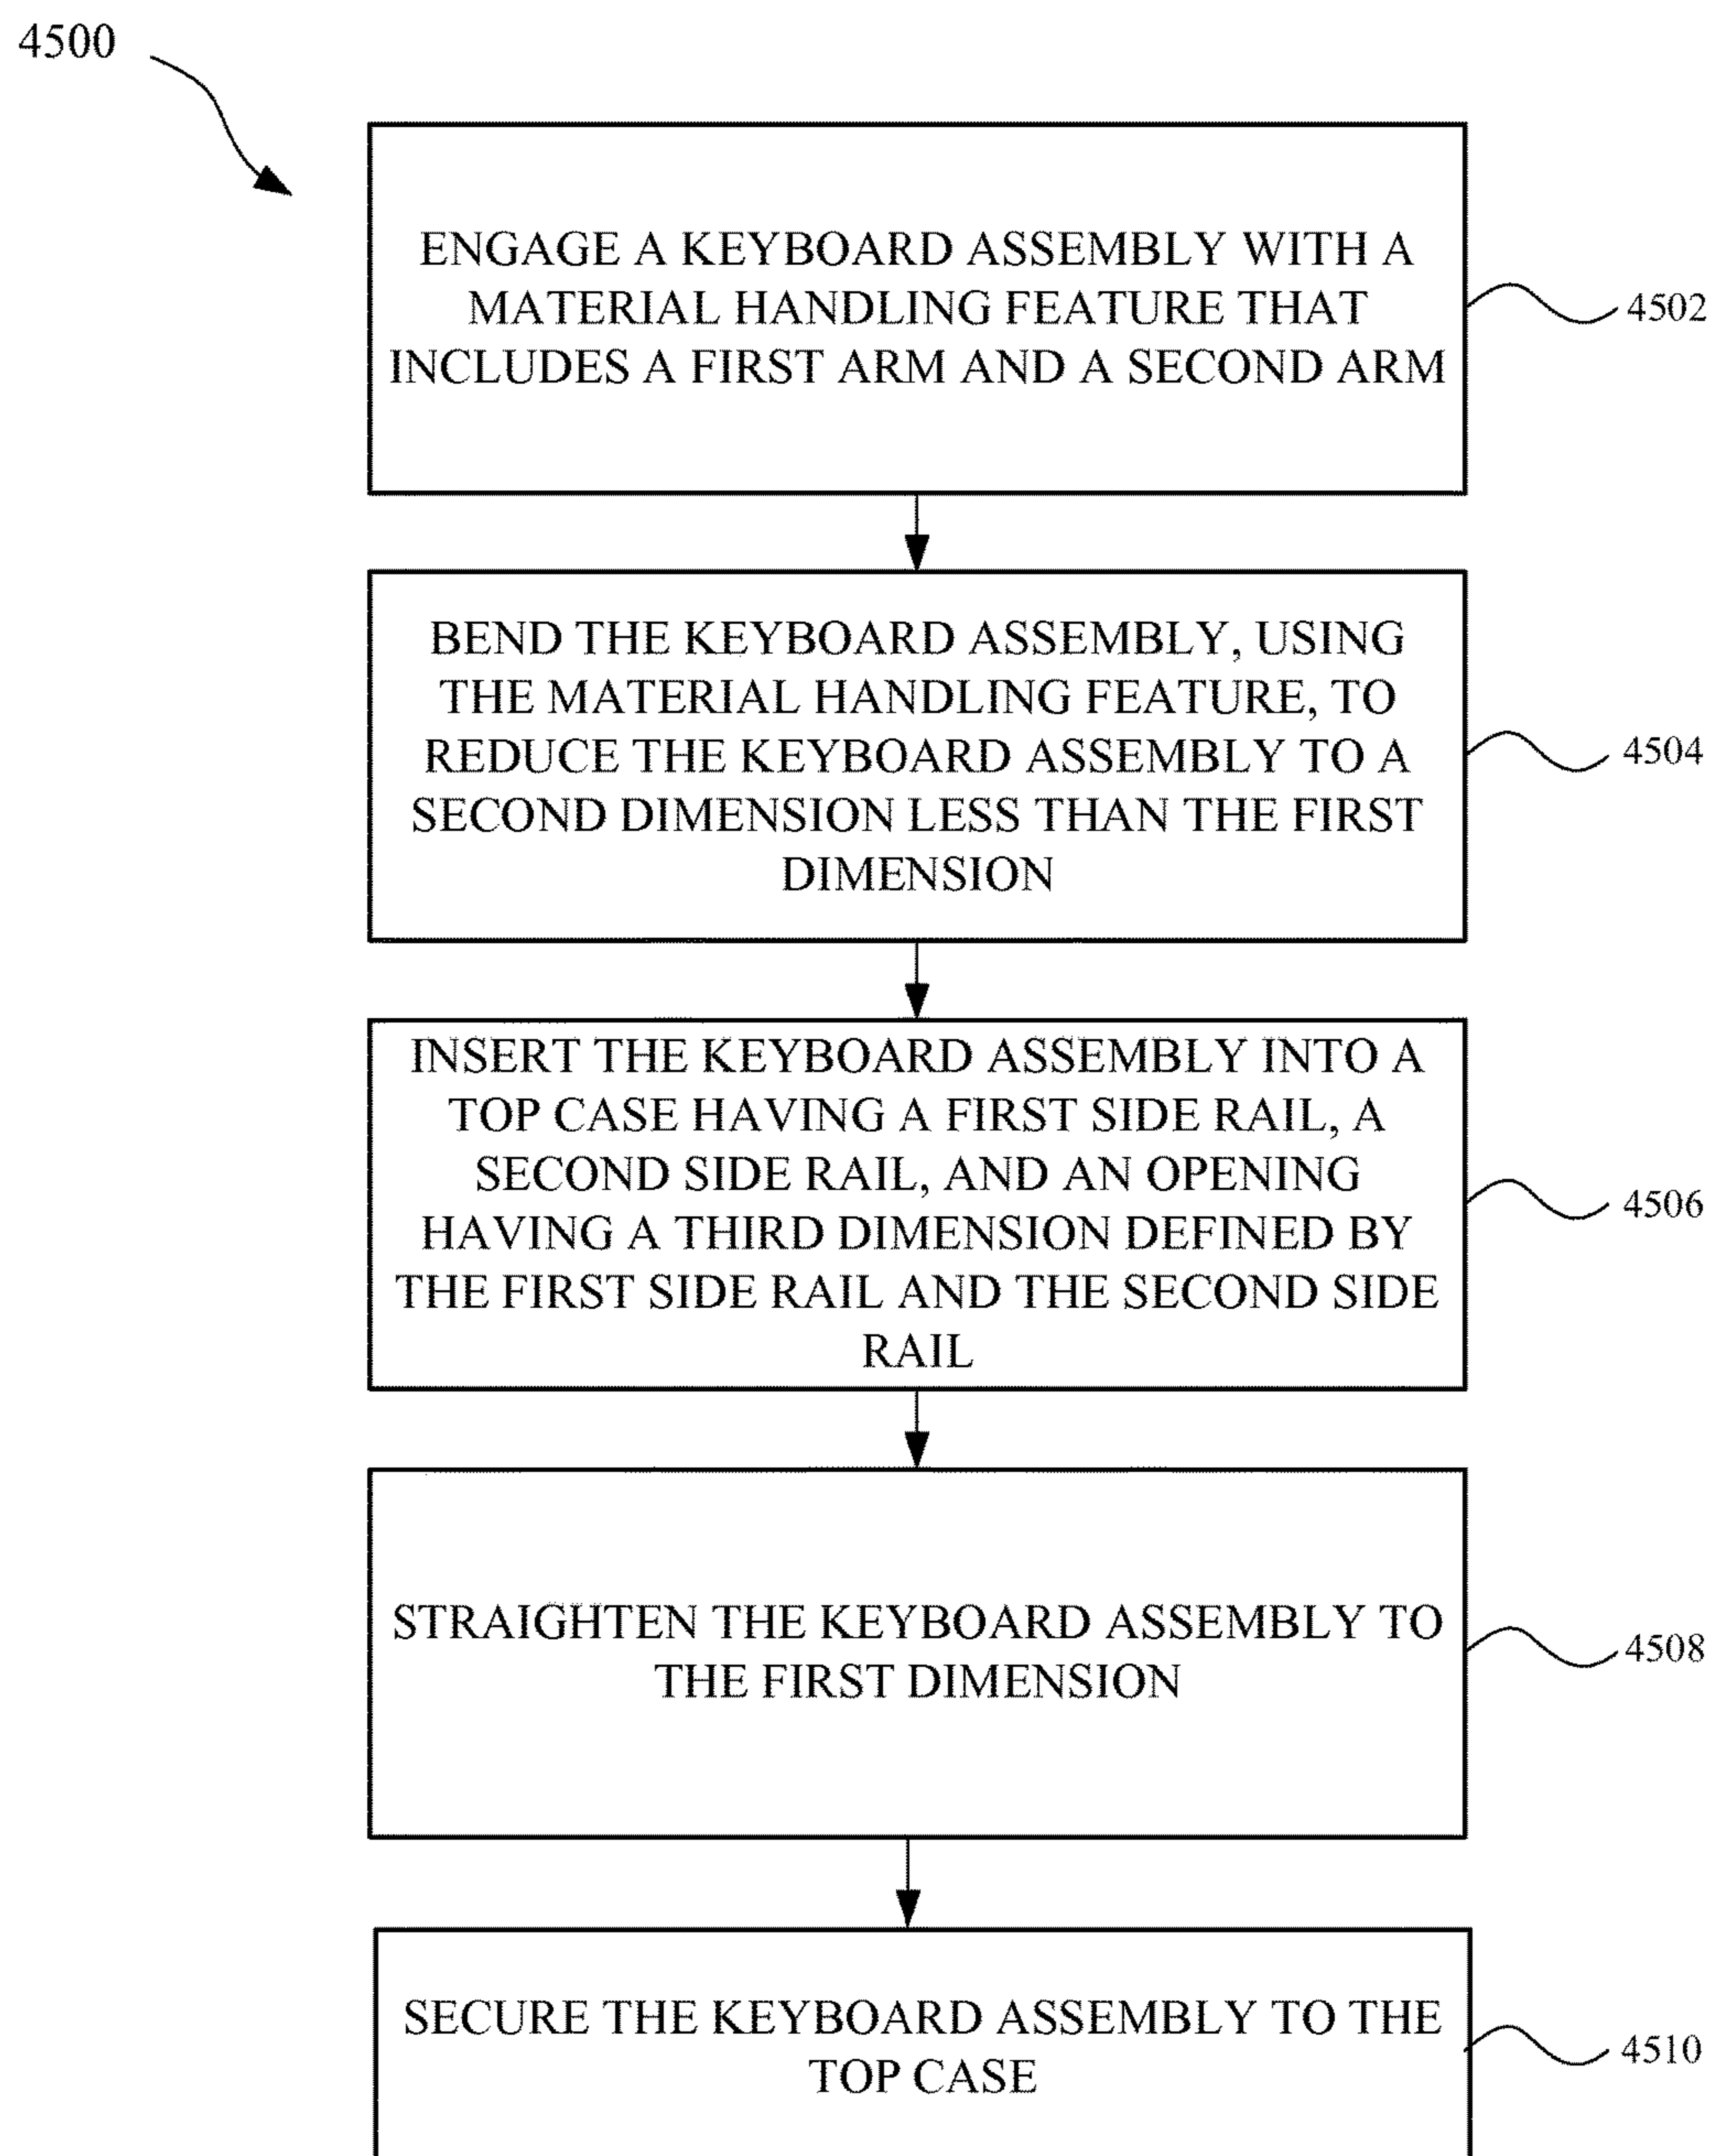 4500
ENGAGE A KEYBOARD ASSEMBLY WITH A
MATERIAL HANDLING FEATURE THAT
INCLUDES A FIRST ARM AND A SECOND ARM
4502
BEND THE KEYBOARD ASSEMBLY, USING
THE MATERIAL HANDLING FEATURE, TO
REDUCE THE KEYBOARD ASSEMBLY TO A
SECOND DIMENSION LESS THAN THE FIRST
DIMENSION
4504
INSERT THE KEYBOARD ASSEMBLY INTO A
TOP CASE HAVING A FIRST SIDE RAIL, A
SECOND SIDE RAIL, AND AN OPENING
HAVING A THIRD DIMENSION DEFINED BY
THE FIRST SIDE RAIL AND THE SECOND SIDE
RAIL
4506
STRAIGHTEN THE KEYBOARD ASSEMBLY TO
THE FIRST DIMENSION
4508
SECURE THE KEYBOARD ASSEMBLY TO THE
TOP CASE
4510